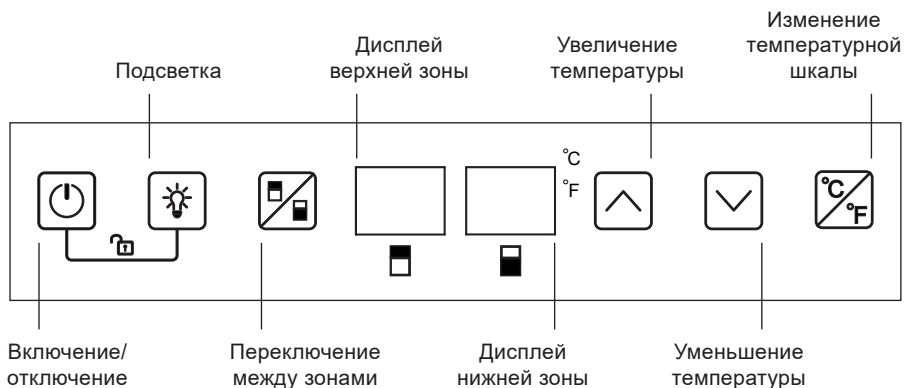 Изменение
температурной
шкалы
Дисплей
верхней зоны
Увеличение
температуры
Подсветка
°C
°F
°C
°F
Включение/
отключение
Переключение
между зонами
Дисплей
нижней зоны
Уменьшение
температуры